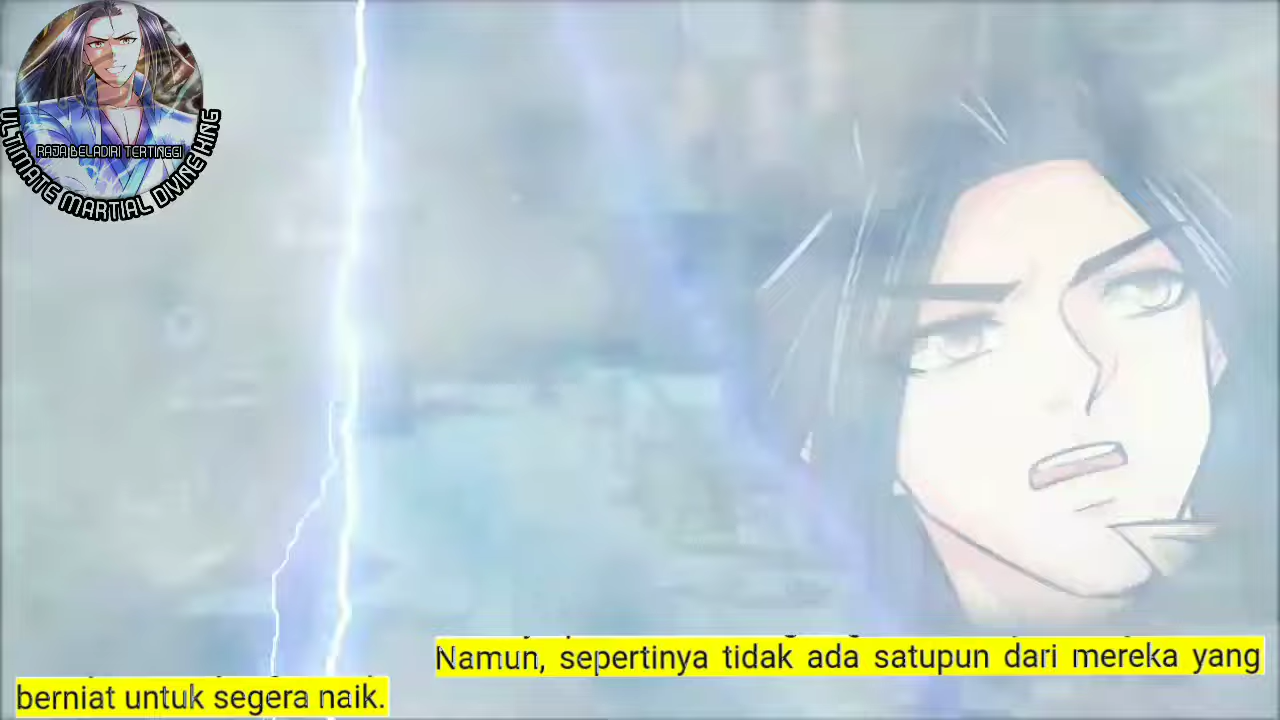 RAJA BELADIRI TERTINGGI
ULTIMATE MARTIAL DIVINE KING
Namun, sepertinya tidak ada satupun dari mereka yang
berniat untuk segera naik.